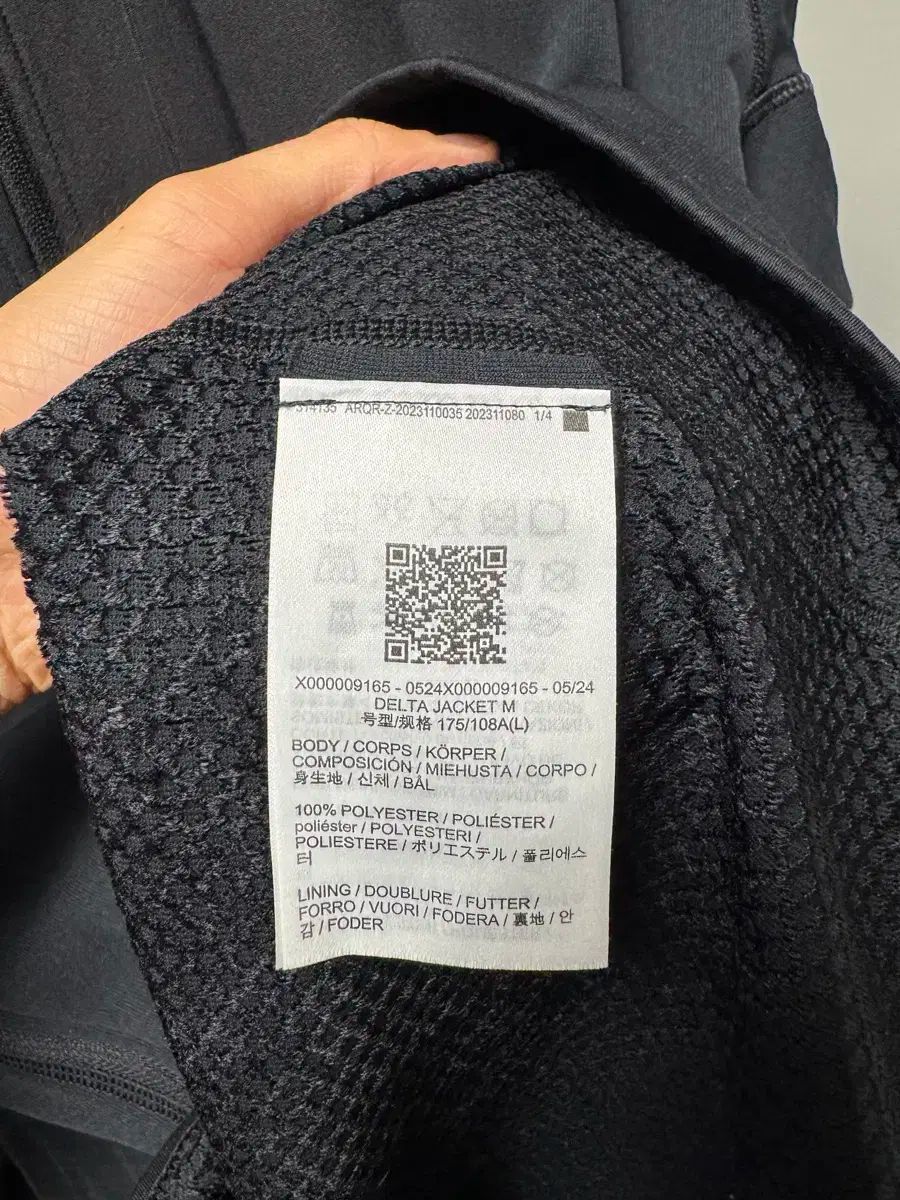 314135 ARQR-Z-2023110035 202311080 1/4
X000009165 - 0524X000009165 - 05/24
DELTA JACKET M
号型/规格 175/108A(L)
BODY / CORPS / KÖRPER /
COMPOSICIÓN / MIEHUSTA / CORPO /
身生地 / 신체 / BÅL
100% POLYESTER / POLIÉSTER /
poliéster / POLYESTERI /
POLIESTERE / ポリエステル / 폴리에스
터
LINING / DOUBLURE / FUTTER /
FORRO / VUORI / FODERA / 裏地 / 안
감 / FODER